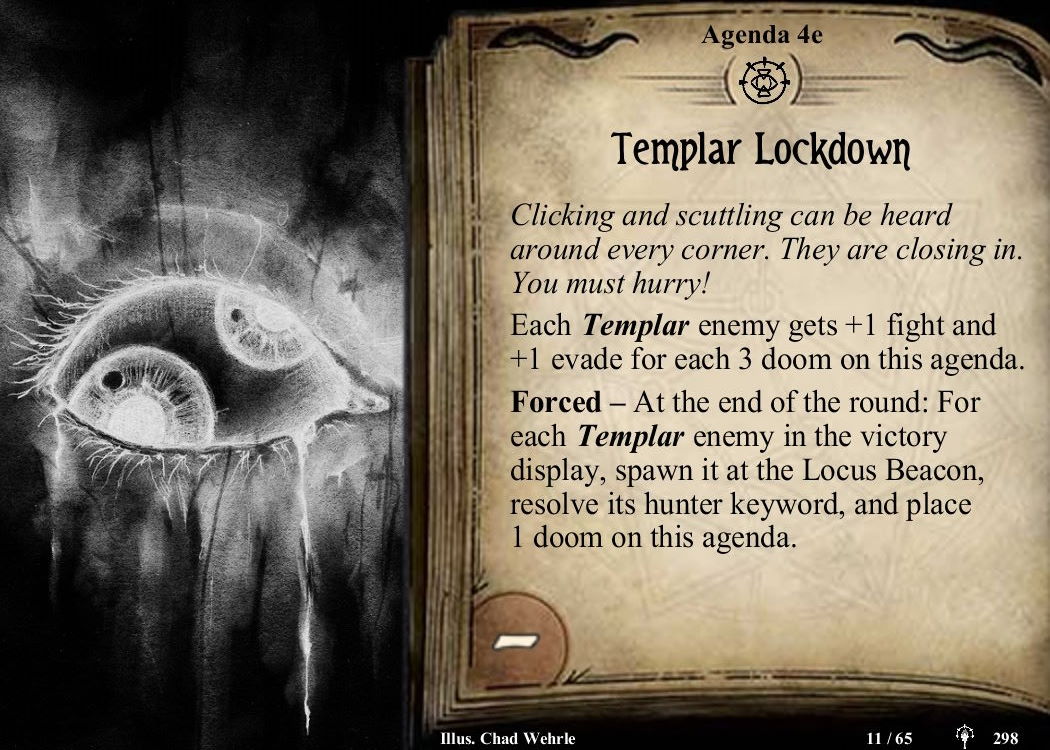 Agenda 4e
Templar Lockdown
Clicking and scuttling can be heard
around every corner. They are closing in.
You must hurry!
Each Templar enemy gets +1 fight and
+1 evade for each 3 doom on this agenda.
Forced – At the end of the round: For
each Templar enemy in the victory
display, spawn it at the Locus Beacon,
resolve its hunter keyword, and place
1 doom on this agenda.
–
Illus. Chad Wehrle
11 / 65
298